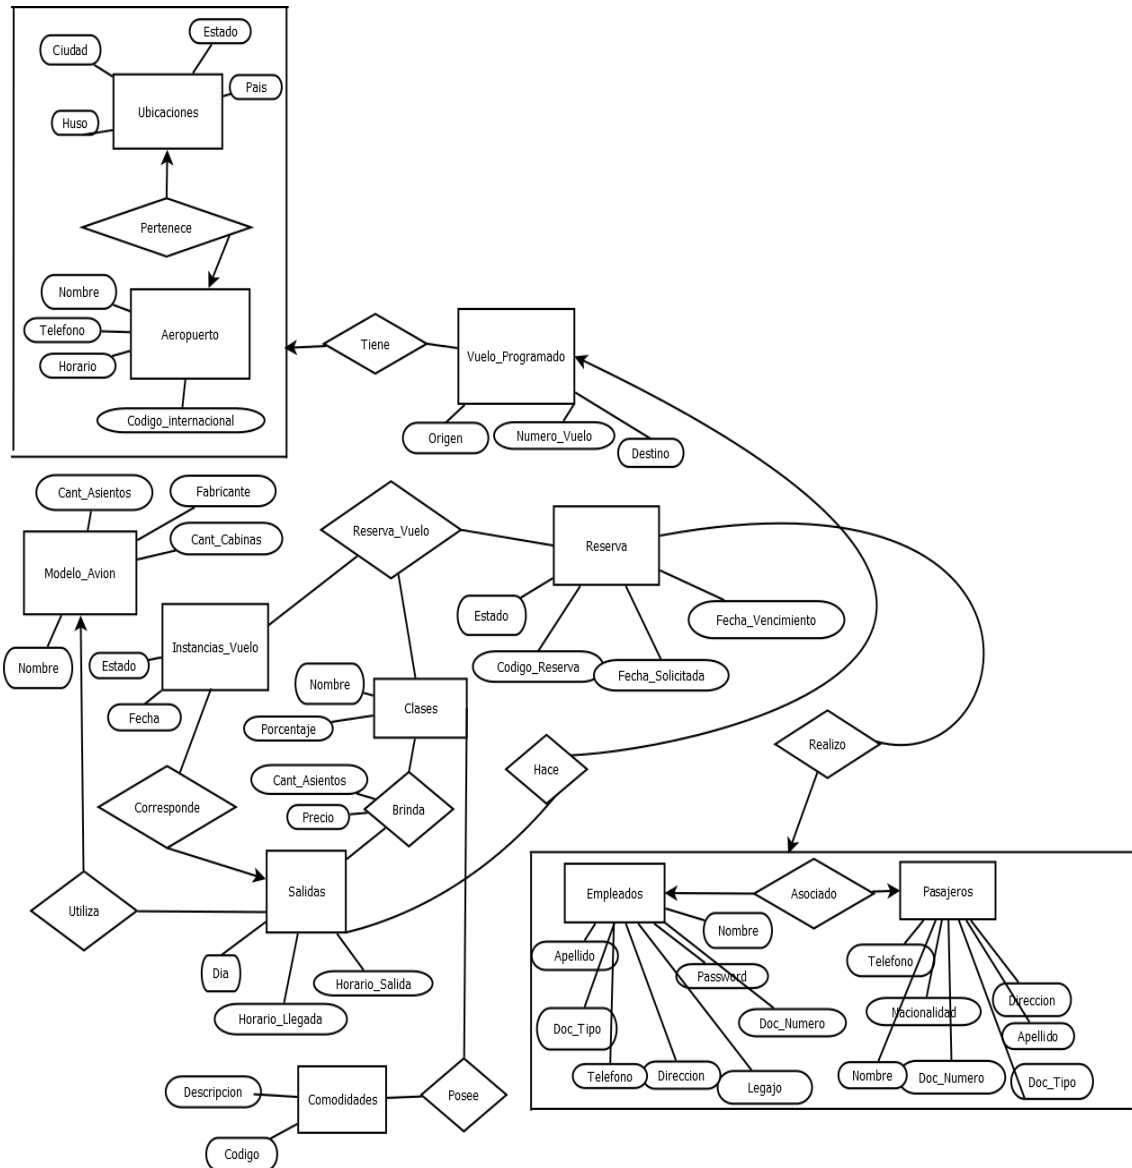 Estado
Ciudad
Pais
Ubicaciones
Huso
Pertenece
Nombre
Telefono
Aeropuerto
Horario
Codigo_internacional
Tiene
Vuelo_Programado
Origen
Numero_Vuelo
Destino
Cant_Asientos
Fabricante
Cant_Cabinas
Modelo_Avion
Nombre
Reserva_Vuelo
Reserva
Estado
Fecha_Vencimiento
Codigo_Reserva
Fecha_Solicitada
Instancias_Vuelo
Estado
Fecha
Nombre
Clases
Porcentaje
Hace
Realizo
Cant_Asientos
Precio
Brinda
Corresponde
Salidas
Utiliza
Dia
Horario_Salida
Horario_Llegada
Empleados
Asociado
Pasajeros
Nombre
Apellido
Password
Doc_Tipo
Doc_Numero
Telefono
Direccion
Legajo
Telefono
Nacionalidad
Direccion
Apellido
Nombre
Doc_Numero
Doc_Tipo
Descripcion
Comodidades
Posee
Codigo